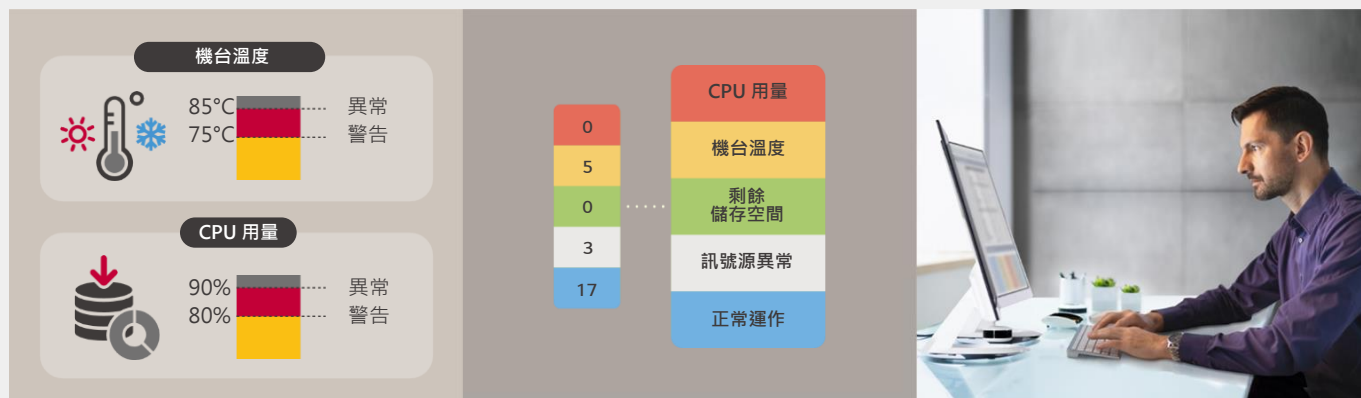 機台溫度
85°C
異常
75°C
警告
CPU 用量
90%
異常
80%
警告
0
5
0
3
17
CPU 用量
機台溫度
剩餘
儲存空間
訊號源異常
正常運作